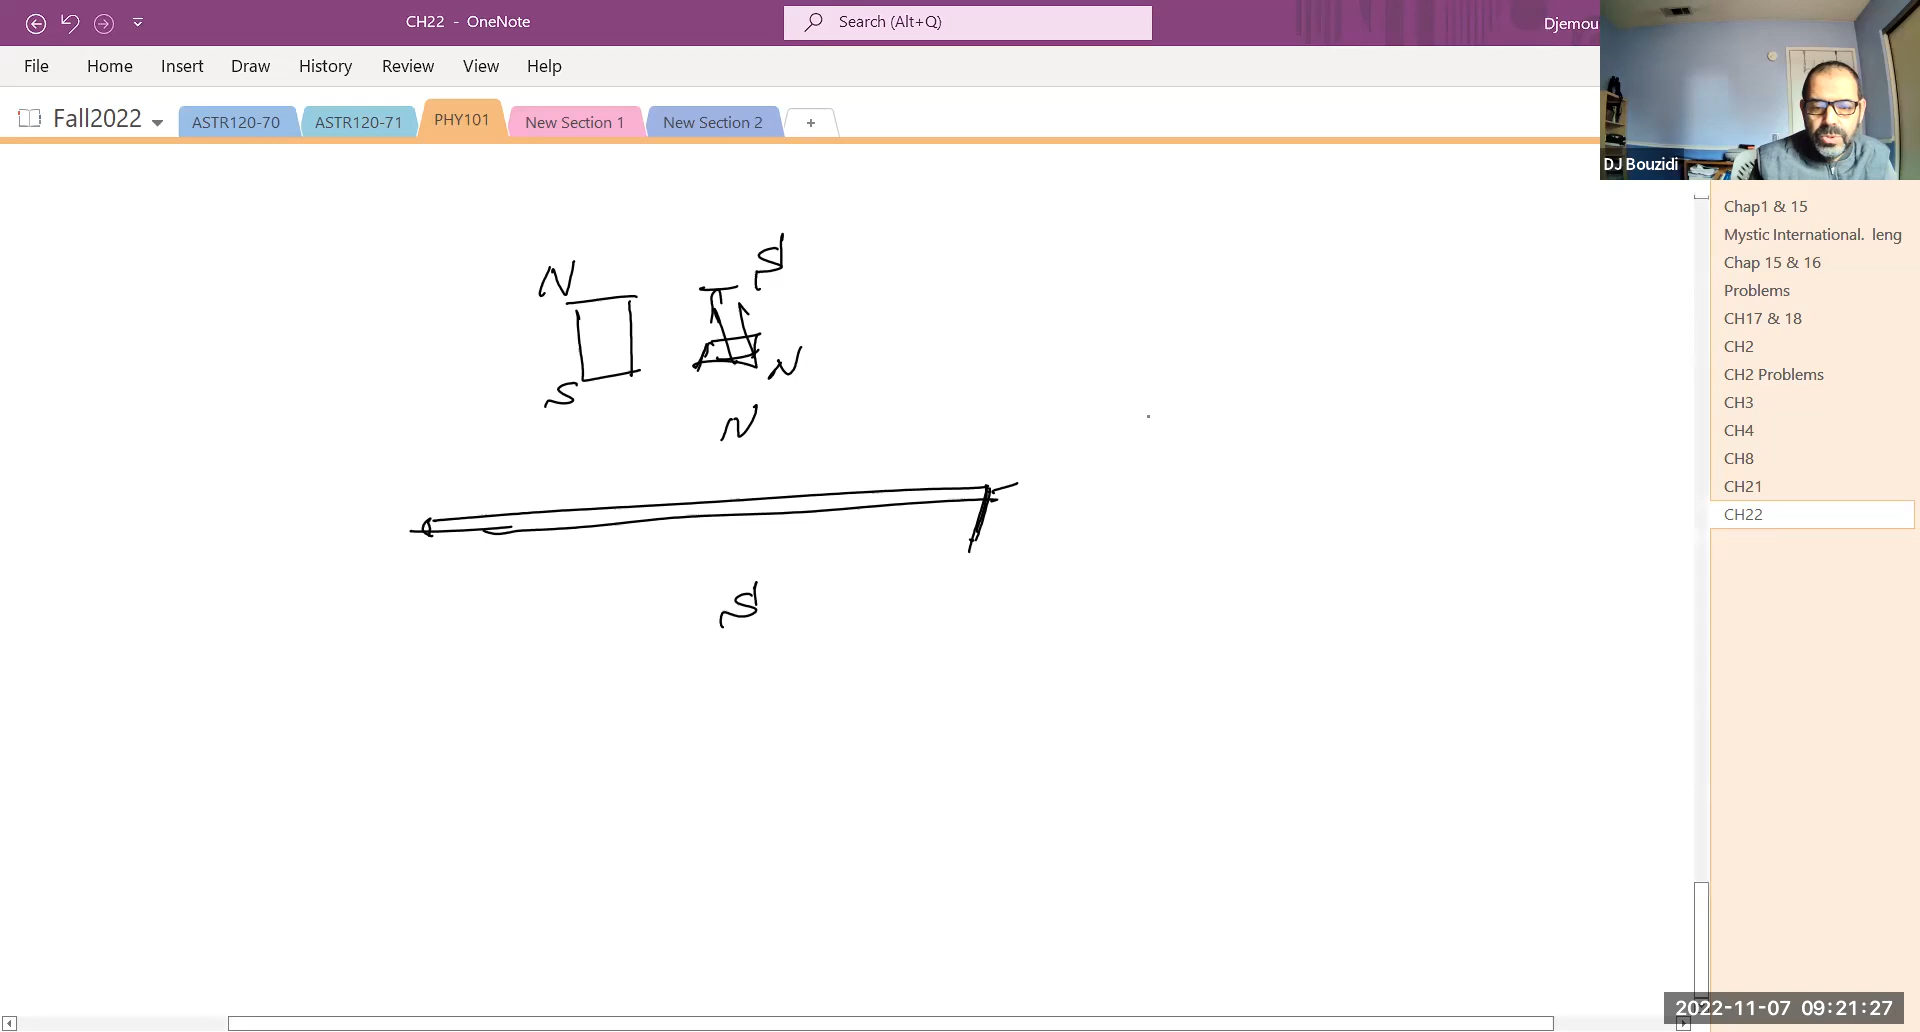 CH22 - OneNote
Search (Alt+Q)
Djemou
File Home Insert Draw History Review View Help
Fall2022 ASTR120-70 ASTR120-71 PHY101 New Section 1 New Section 2 +
DJ Bouzidi
Chap1 & 15
Mystic International. leng
Chap 15 & 16
Problems
CH17 & 18
CH2
CH2 Problems
CH3
CH4
CH8
CH21
CH22
N S
S N
N
S
2022-11-07 09:21:27